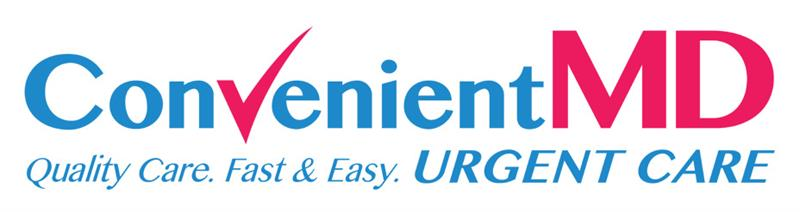 ConvenientMD
Quality Care. Fast & Easy. URGENT CARE